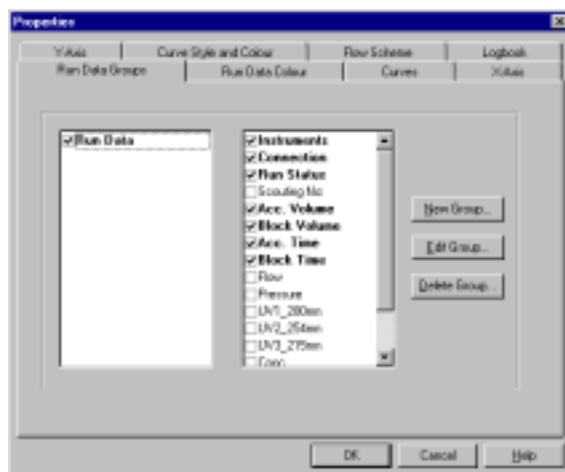 Properties
Y-Axis Curve Style and Colour Flow Scheme Logbook
Run Data Groups Run Data Colour Curves X-Axis
Run Data
Instruments
Connection
Run Status
Scouting No
Acc. Volume
Block Volume
Acc. Time
Block Time
Flow
Pressure
UV1_280nm
UV2_254nm
UV3_215nm
Conc
New Group...
Edit Group...
Delete Group...
OK Cancel Help